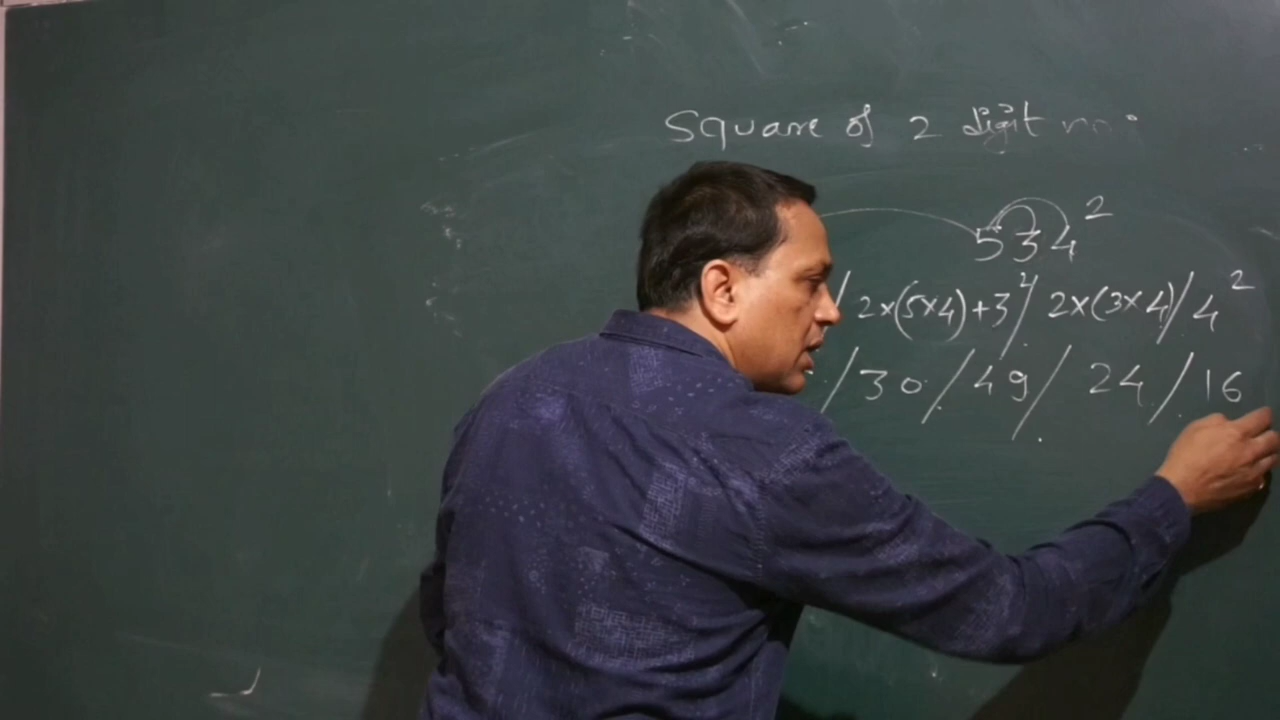 Square of 2 digit no.
534²
/ 2×(5×4)+3² / 2×(3×4) / 4²
/ 30 / 49 / 24 / 16